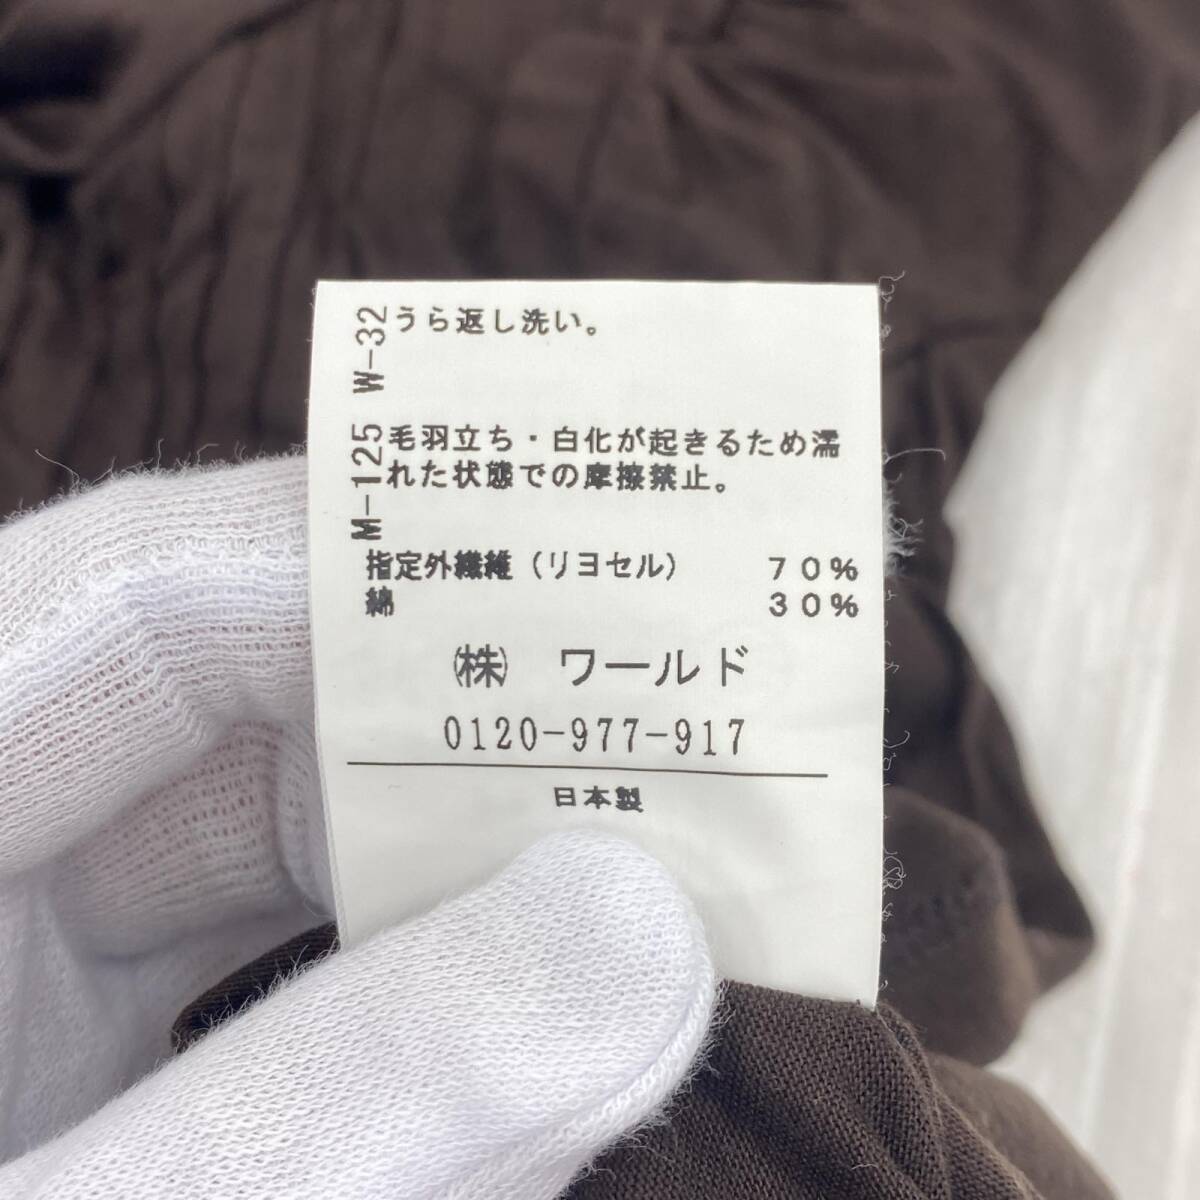 W-32
うら返し洗い。
M-125
毛羽立ち・白化が起きるため濡
れた状態での摩擦禁止。
指定外繊維（リヨセル） ７０%
綿 ３０%
㈱ ワールド
0120-977-917
日本製